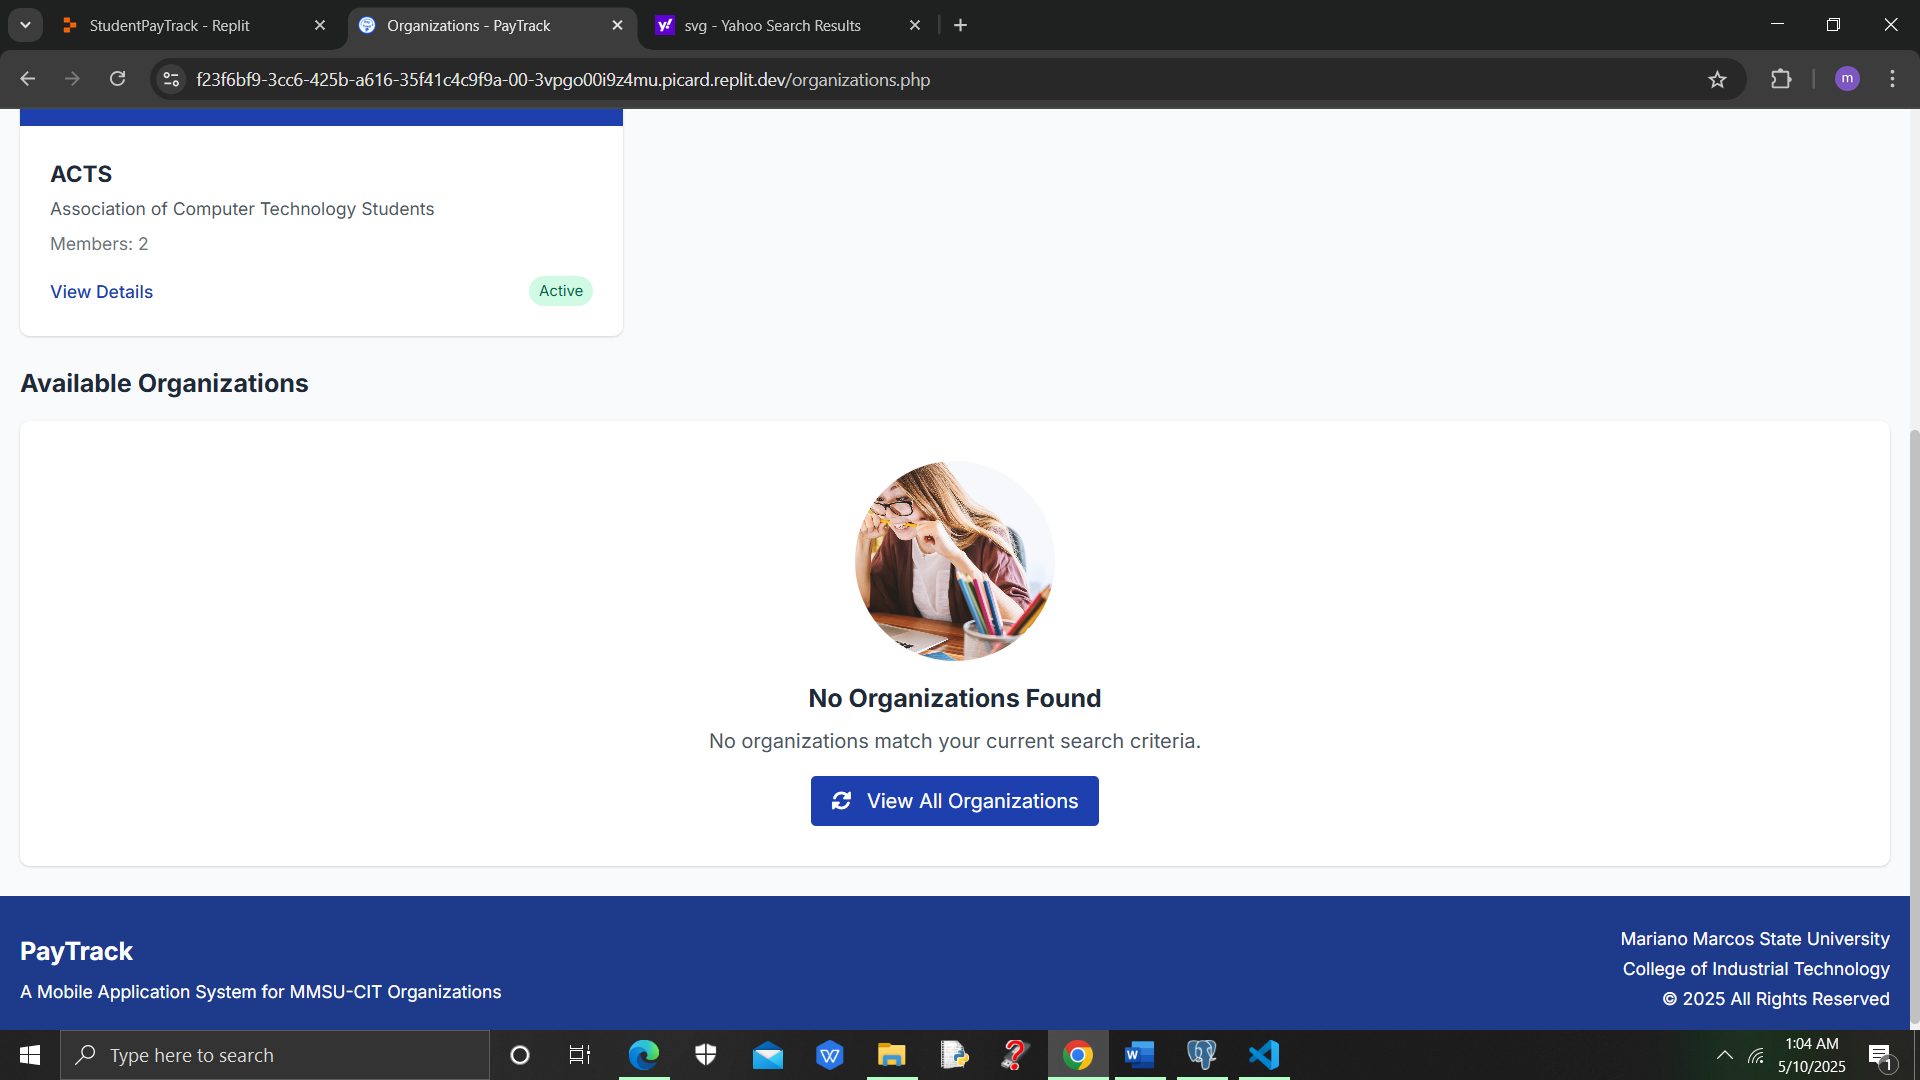 StudentPayTrack - Replit
Organizations - PayTrack
svg - Yahoo Search Results
f23f6bf9-3cc6-425b-a616-35f41c4c9f9a-00-3vpgo00i9z4mu.picard.replit.dev/organizations.php
m
ACTS
Association of Computer Technology Students
Members: 2
View Details
Active
Available Organizations
No Organizations Found
No organizations match your current search criteria.
View All Organizations
PayTrack
A Mobile Application System for MMSU-CIT Organizations
Mariano Marcos State University
College of Industrial Technology
© 2025 All Rights Reserved
Type here to search
1:04 AM
5/10/2025
1